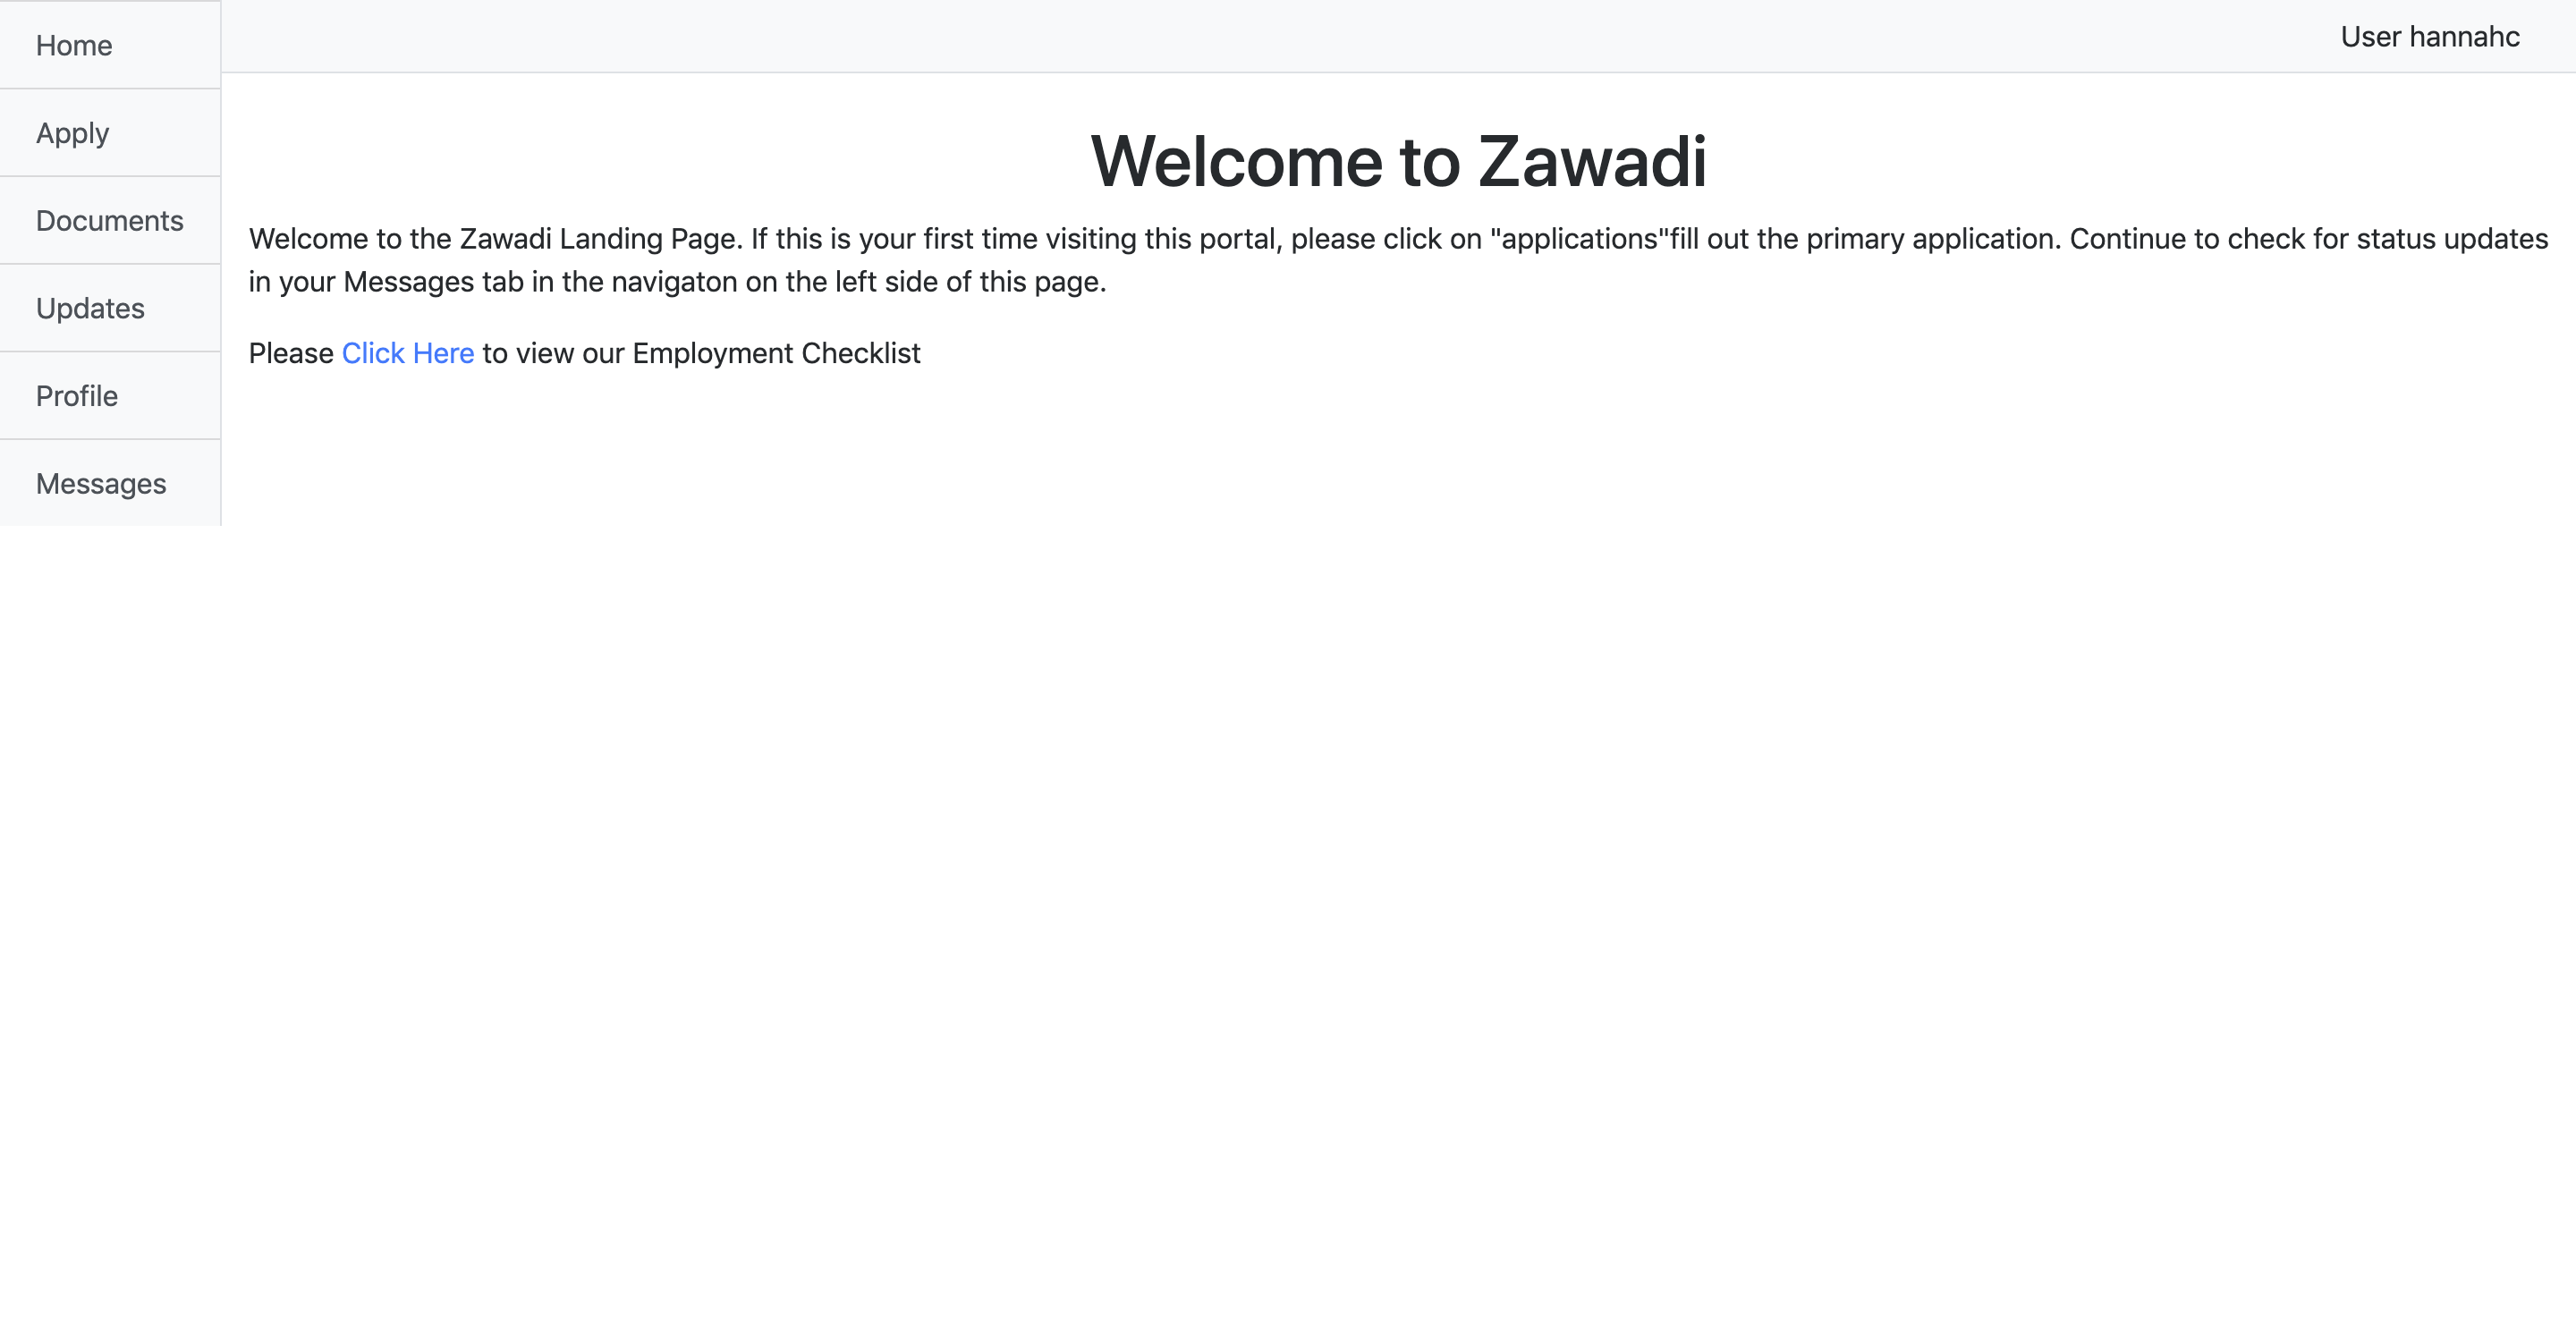 Home
User hannahc
Apply
Welcome to Zawadi
Documents
Welcome to the Zawadi Landing Page. If this is your first time visiting this portal, please click on "applications"fill out the primary application. Continue to check for status updates
in your Messages tab in the navigaton on the left side of this page.
Updates
Please Click Here to view our Employment Checklist
Profile
Messages